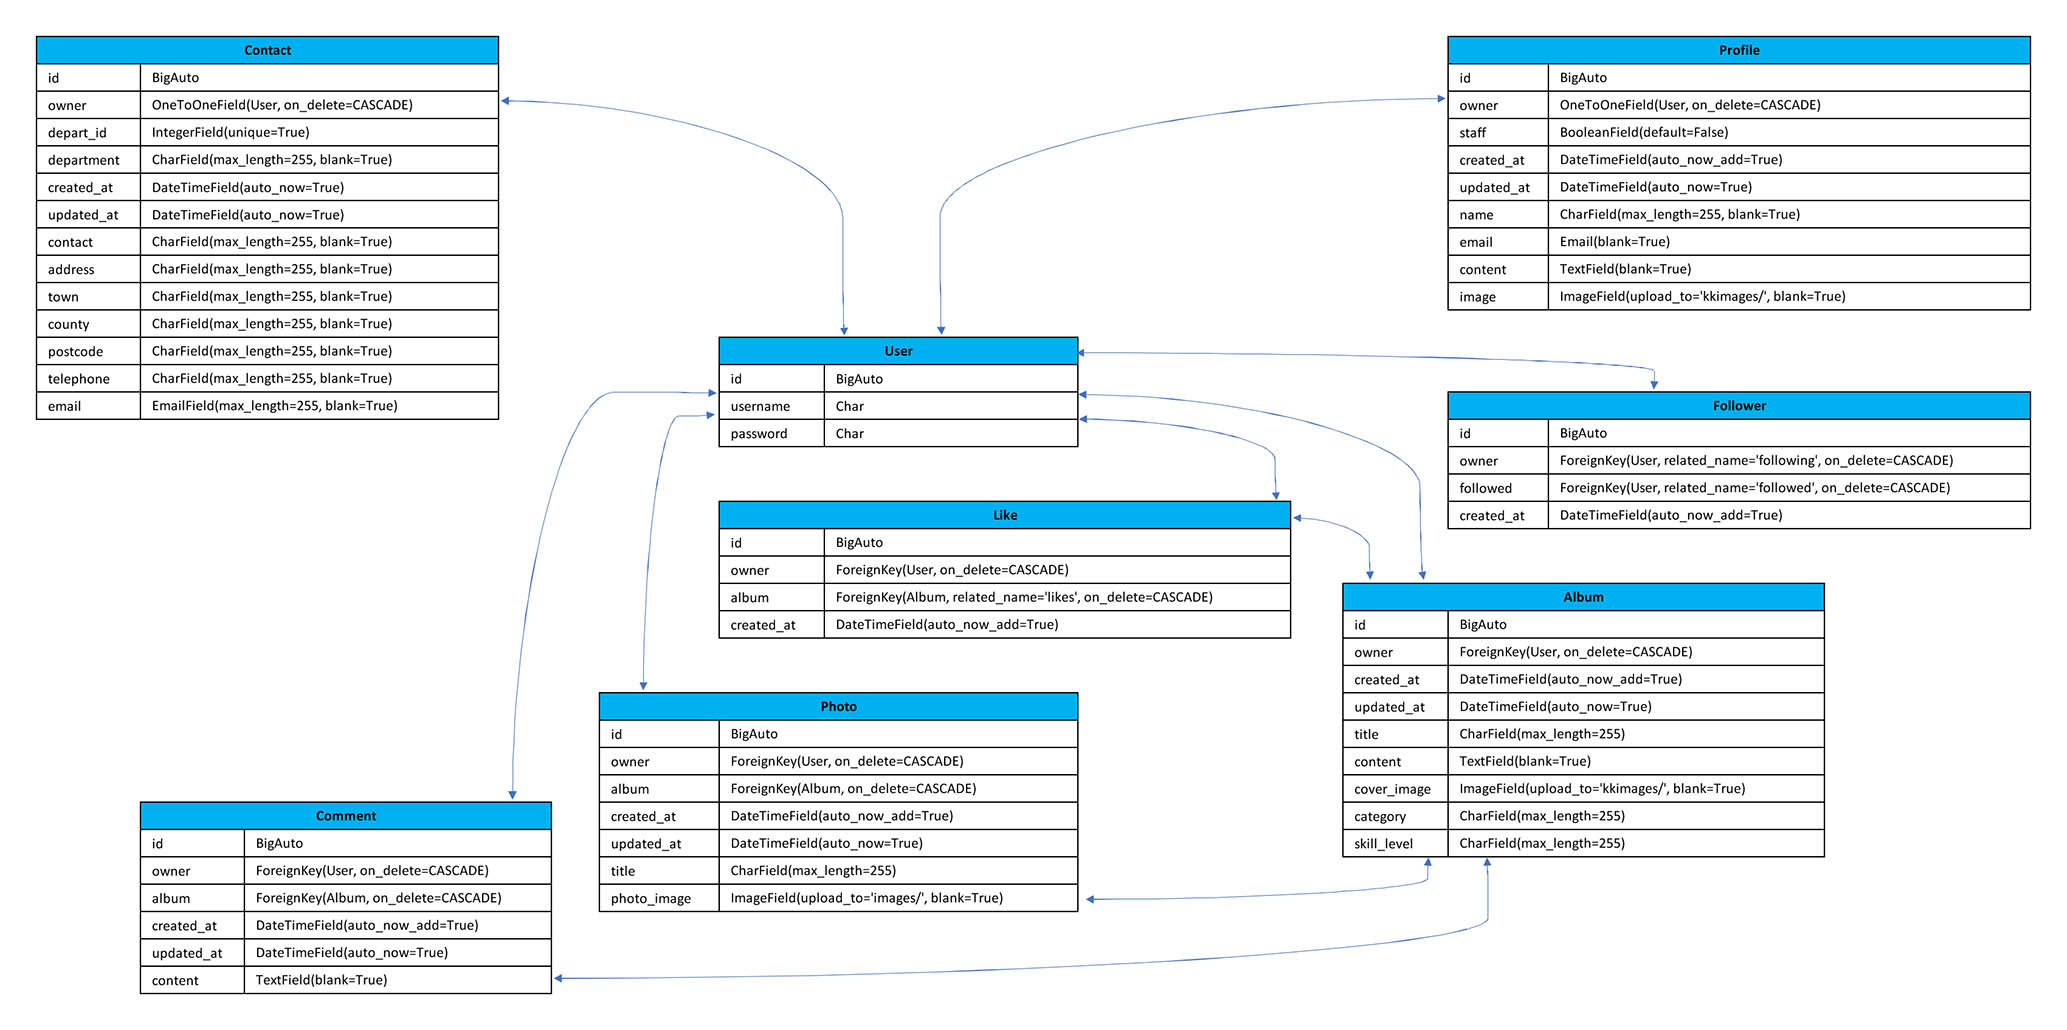 Contact
id BigAuto
owner OneToOneField(User, on_delete=CASCADE)
depart_id IntegerField(unique=True)
department CharField(max_length=255, blank=True)
created_at DateTimeField(auto_now=True)
updated_at DateTimeField(auto_now=True)
contact CharField(max_length=255, blank=True)
address CharField(max_length=255, blank=True)
town CharField(max_length=255, blank=True)
county CharField(max_length=255, blank=True)
postcode CharField(max_length=255, blank=True)
telephone CharField(max_length=255, blank=True)
email EmailField(max_length=255, blank=True)
Profile
id BigAuto
owner OneToOneField(User, on_delete=CASCADE)
staff BooleanField(default=False)
created_at DateTimeField(auto_now_add=True)
updated_at DateTimeField(auto_now=True)
name CharField(max_length=255, blank=True)
email Email(blank=True)
content TextField(blank=True)
image ImageField(upload_to='kkimages/', blank=True)
User
id BigAuto
username Char
password Char
Follower
id BigAuto
owner ForeignKey(User, related_name='following', on_delete=CASCADE)
followed ForeignKey(User, related_name='followed', on_delete=CASCADE)
created_at DateTimeField(auto_now_add=True)
Like
id BigAuto
owner ForeignKey(User, on_delete=CASCADE)
album ForeignKey(Album, related_name='likes', on_delete=CASCADE)
created_at DateTimeField(auto_now_add=True)
Album
id BigAuto
owner ForeignKey(User, on_delete=CASCADE)
created_at DateTimeField(auto_now_add=True)
updated_at DateTimeField(auto_now=True)
title CharField(max_length=255)
content TextField(blank=True)
cover_image ImageField(upload_to='kkimages/', blank=True)
category CharField(max_length=255)
skill_level CharField(max_length=255)
Photo
id BigAuto
owner ForeignKey(User, on_delete=CASCADE)
album ForeignKey(Album, on_delete=CASCADE)
created_at DateTimeField(auto_now_add=True)
updated_at DateTimeField(auto_now=True)
title CharField(max_length=255)
photo_image ImageField(upload_to='images/', blank=True)
Comment
id BigAuto
owner ForeignKey(User, on_delete=CASCADE)
album ForeignKey(Album, on_delete=CASCADE)
created_at DateTimeField(auto_now_add=True)
updated_at DateTimeField(auto_now=True)
content TextField(blank=True)